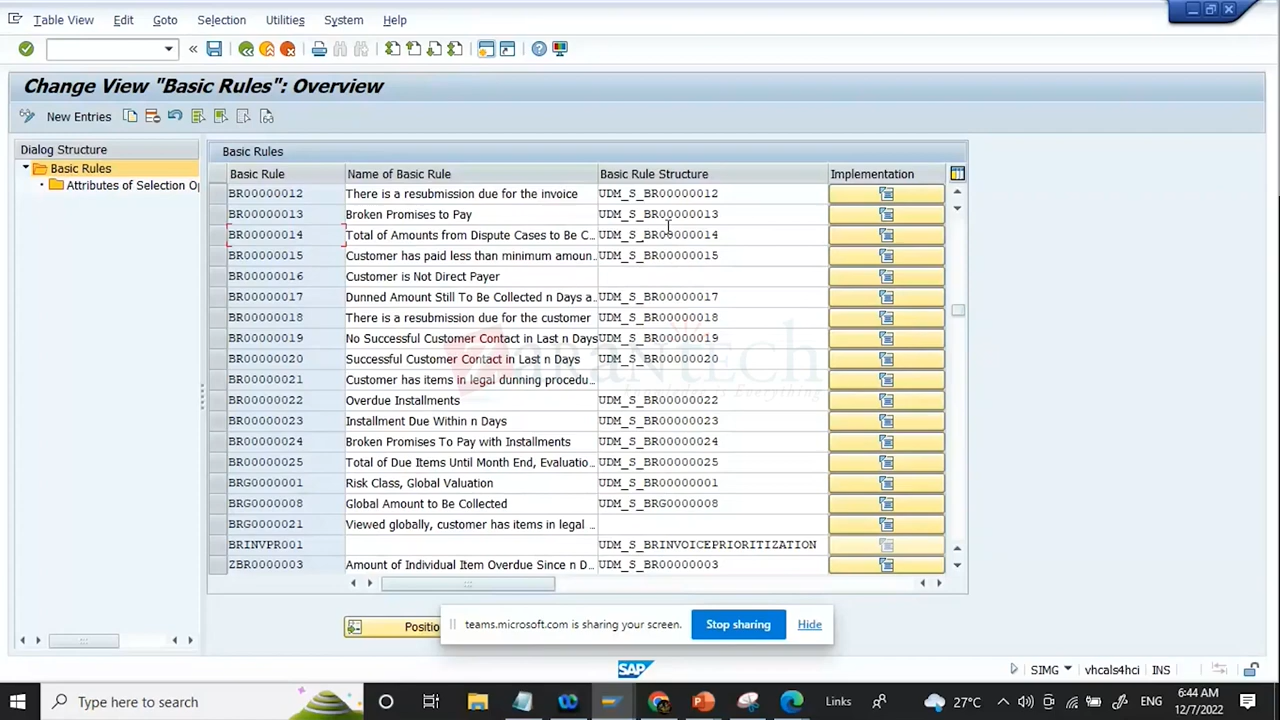 Table View Edit Goto Selection Utilities System Help
Change View "Basic Rules": Overview
New Entries
Dialog Structure
Basic Rules
Attributes of Selection Op
Basic Rules
Basic Rule Name of Basic Rule Basic Rule Structure Implementation
BR00000012 There is a resubmission due for the invoice UDM_S_BR00000012
BR00000013 Broken Promises to Pay UDM_S_BR00000013
BR00000014 Total of Amounts from Dispute Cases to Be C... UDM_S_BR00000014
BR00000015 Customer has paid less than minimum amoun... UDM_S_BR00000015
BR00000016 Customer is Not Direct Payer
BR00000017 Dunned Amount Still To Be Collected n Days a... UDM_S_BR00000017
BR00000018 There is a resubmission due for the customer UDM_S_BR00000018
BR00000019 No Successful Customer Contact in Last n Days UDM_S_BR00000019
BR00000020 Successful Customer Contact in Last n Days UDM_S_BR00000020
BR00000021 Customer has items in legal dunning procedu...
BR00000022 Overdue Installments UDM_S_BR00000022
BR00000023 Installment Due Within n Days UDM_S_BR00000023
BR00000024 Broken Promises To Pay with Installments UDM_S_BR00000024
BR00000025 Total of Due Items Until Month End, Evaluatio... UDM_S_BR00000025
BRG0000001 Risk Class, Global Valuation UDM_S_BR00000001
BRG0000008 Global Amount to Be Collected UDM_S_BRG0000008
BRG0000021 Viewed globally, customer has items in legal ...
BRINVPR001 UDM_S_BRINVOICEPRIORITIZATION
ZBR0000003 Amount of Individual Item Overdue Since n D... UDM_S_BR00000003
ZaranTech
Everything
Positio
teams.microsoft.com is sharing your screen. Stop sharing Hide
SAP
SIMG vhcals4hci INS
Type here to search
Links 27°C ENG 6:44 AM
12/7/2022